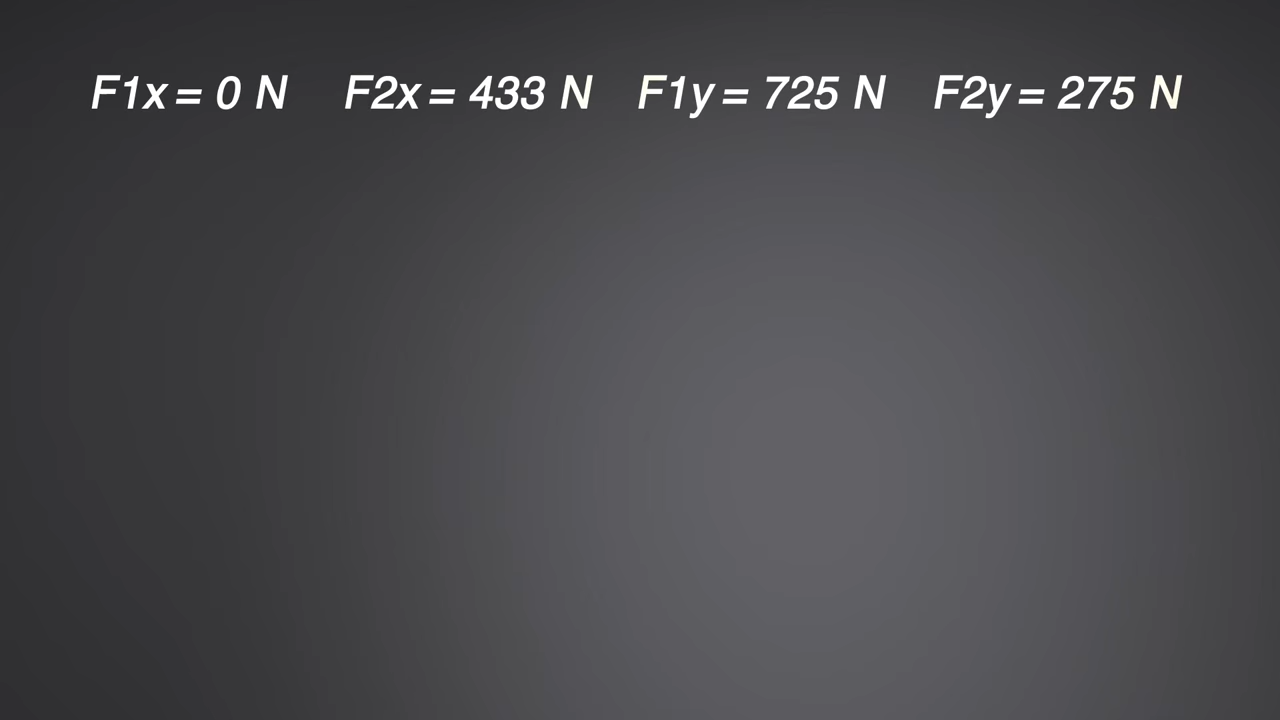 F1x = 0 N F2x = 433 N F1y = 725 N F2y = 275 N